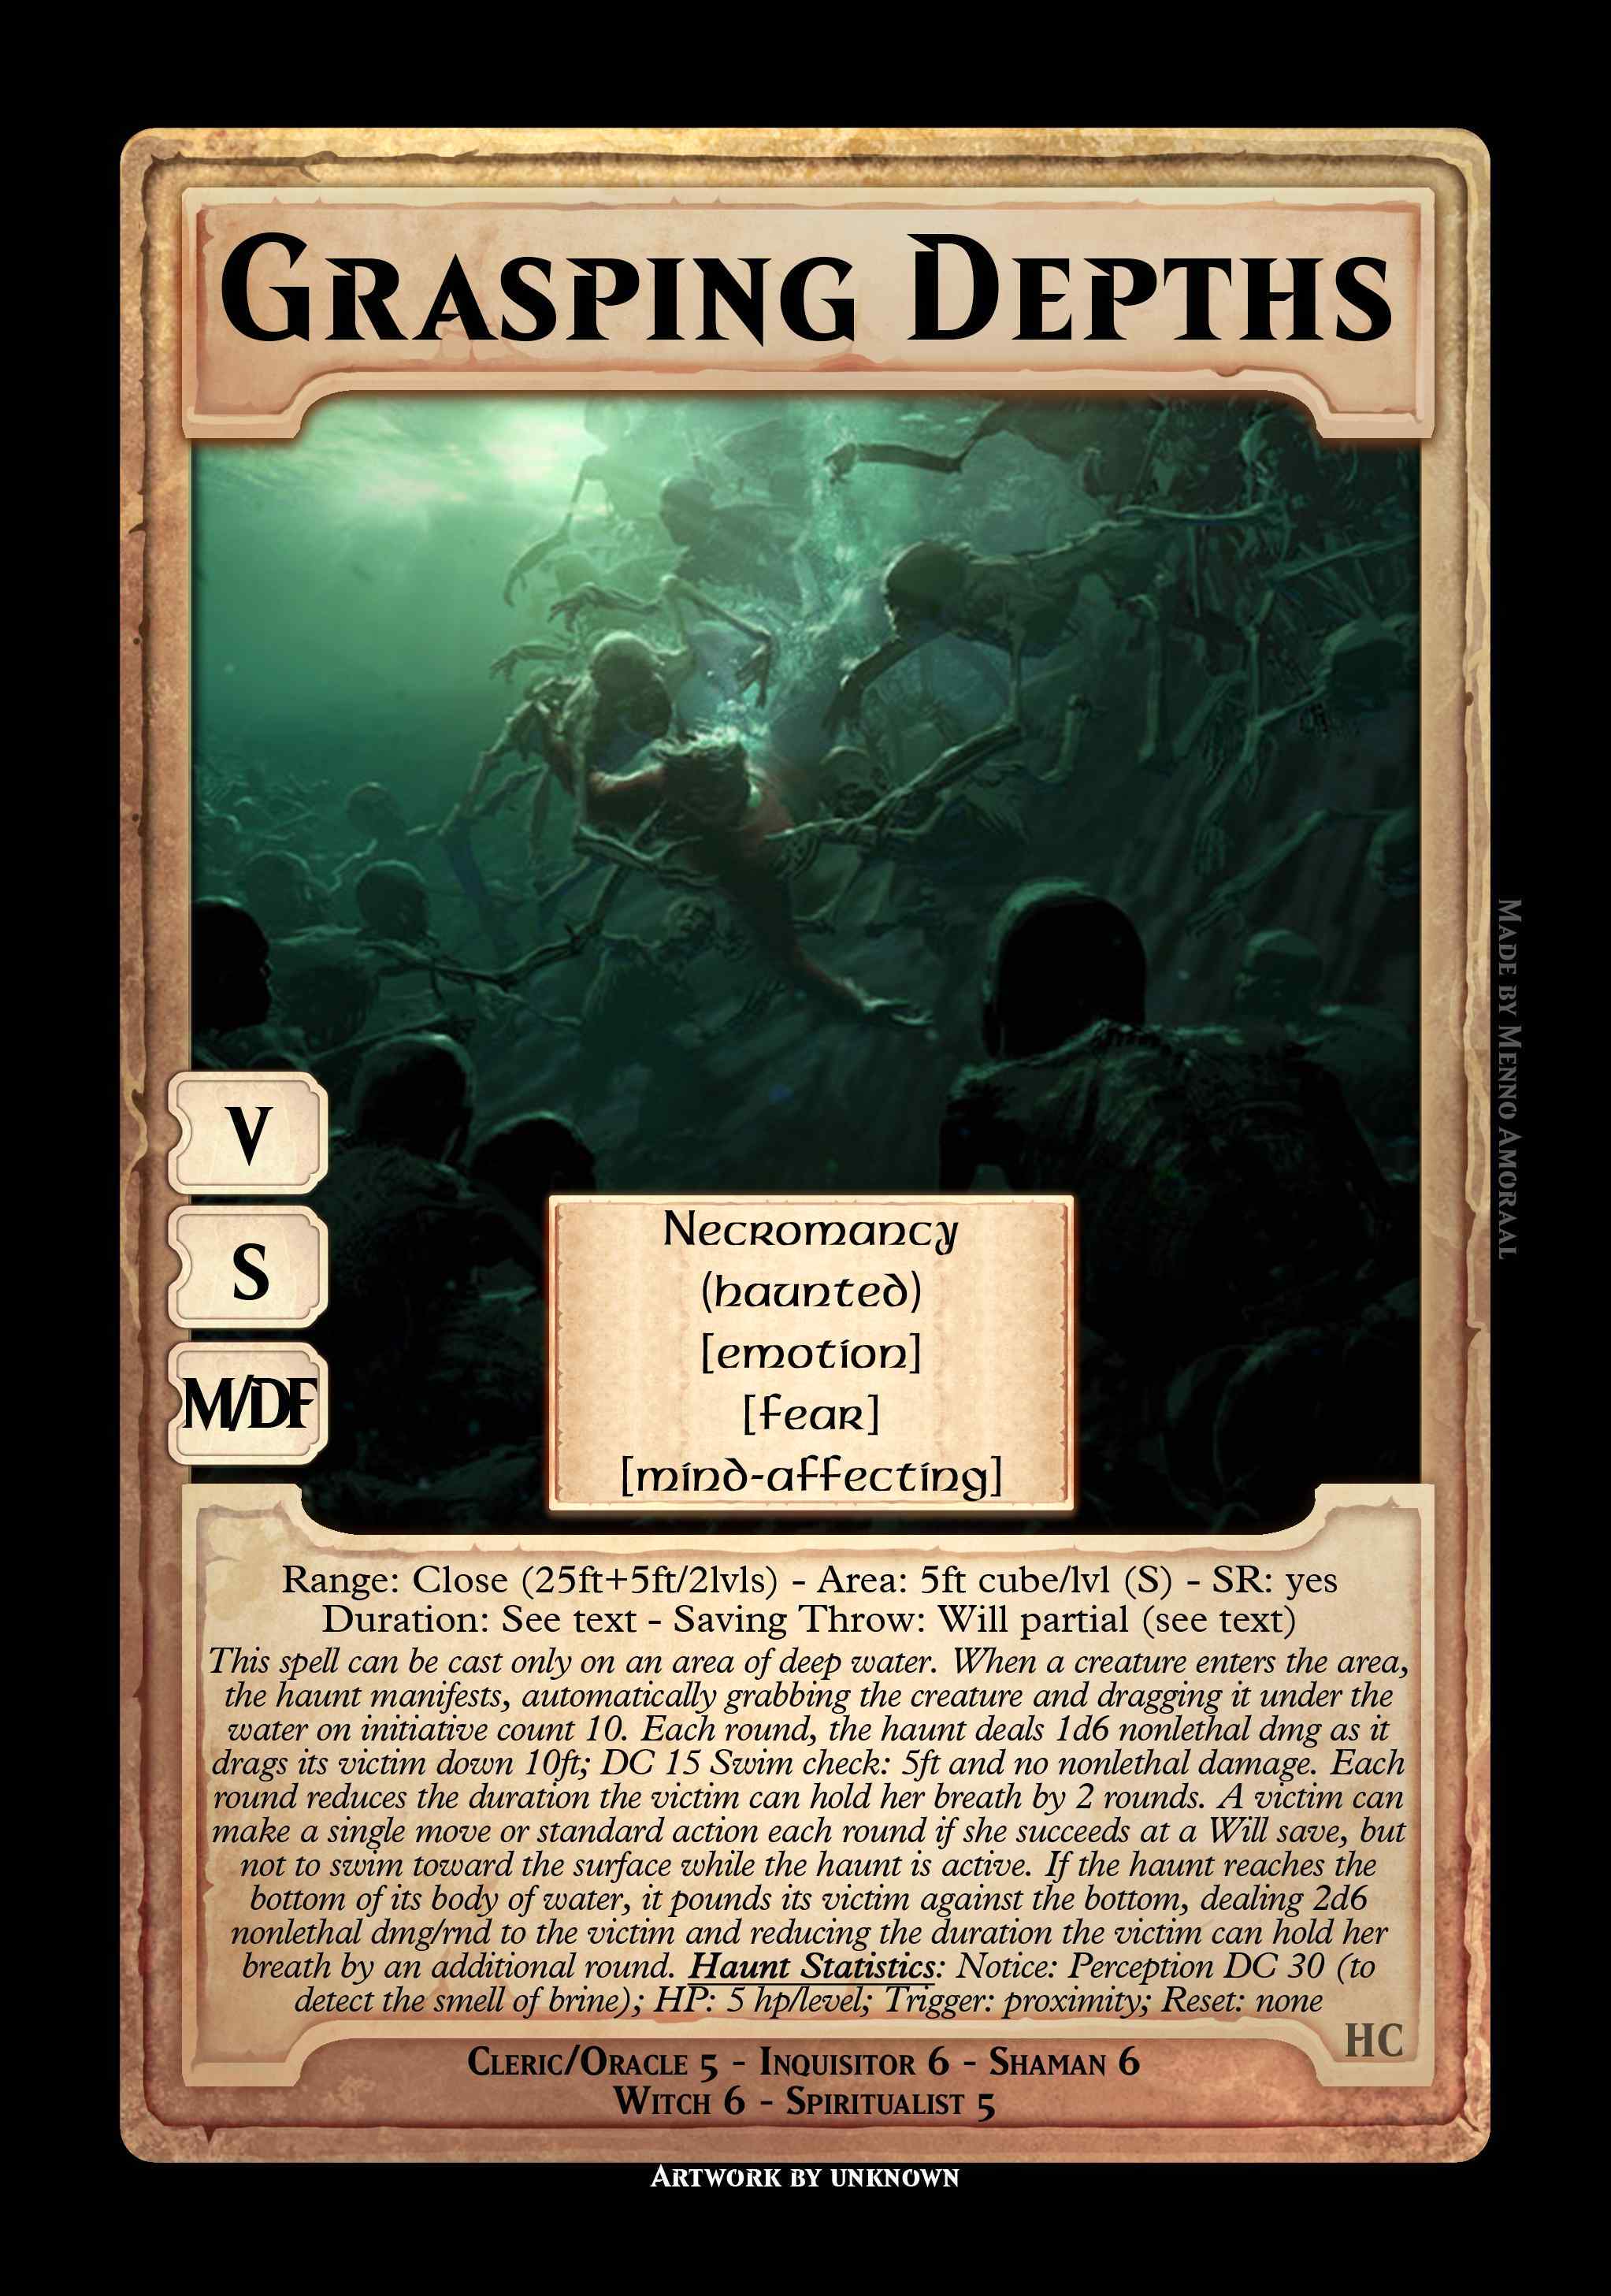 Grasping Depths
V
S
M/DF
Necromancy
(haunted)
[emotion]
[fear]
[mind-affecting]
Range: Close (25ft+5ft/2lvls) - Area: 5ft cube/lvl (S) - SR: yes
Duration: See text - Saving Throw: Will partial (see text)
This spell can be cast only on an area of deep water. When a creature enters the area,
the haunt manifests, automatically grabbing the creature and dragging it under the
water on initiative count 10. Each round, the haunt deals 1d6 nonlethal dmg as it
drags its victim down 10ft; DC 15 Swim check: 5ft and no nonlethal damage. Each
round reduces the duration the victim can hold her breath by 2 rounds. A victim can
make a single move or standard action each round if she succeeds at a Will save, but
not to swim toward the surface while the haunt is active. If the haunt reaches the
bottom of its body of water, it pounds its victim against the bottom, dealing 2d6
nonlethal dmg/rnd to the victim and reducing the duration the victim can hold her
breath by an additional round. Haunt Statistics: Notice: Perception DC 30 (to
detect the smell of brine); HP: 5 hp/level; Trigger: proximity; Reset: none
HC
Cleric/Oracle 5 - Inquisitor 6 - Shaman 6
Witch 6 - Spiritualist 5
Artwork by unknown
Made by Menno Amoraal